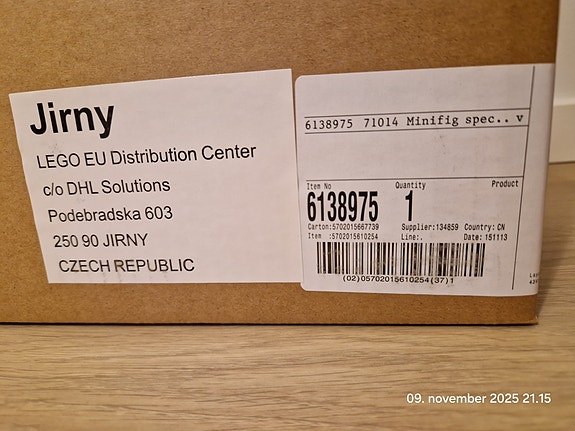 Jirny
LEGO EU Distribution Center
c/o DHL Solutions
Podebradska 603
250 90 JIRNY
CZECH REPUBLIC
6138975 71014 Minifig spec.. v
Item No Quantity Product
6138975 1
Carton:5702015667739 Supplier:134859 Country:CN
Item :5702015610254 Line:. Date:151113
(02)05702015610254(37)1
09. november 2025 21.15